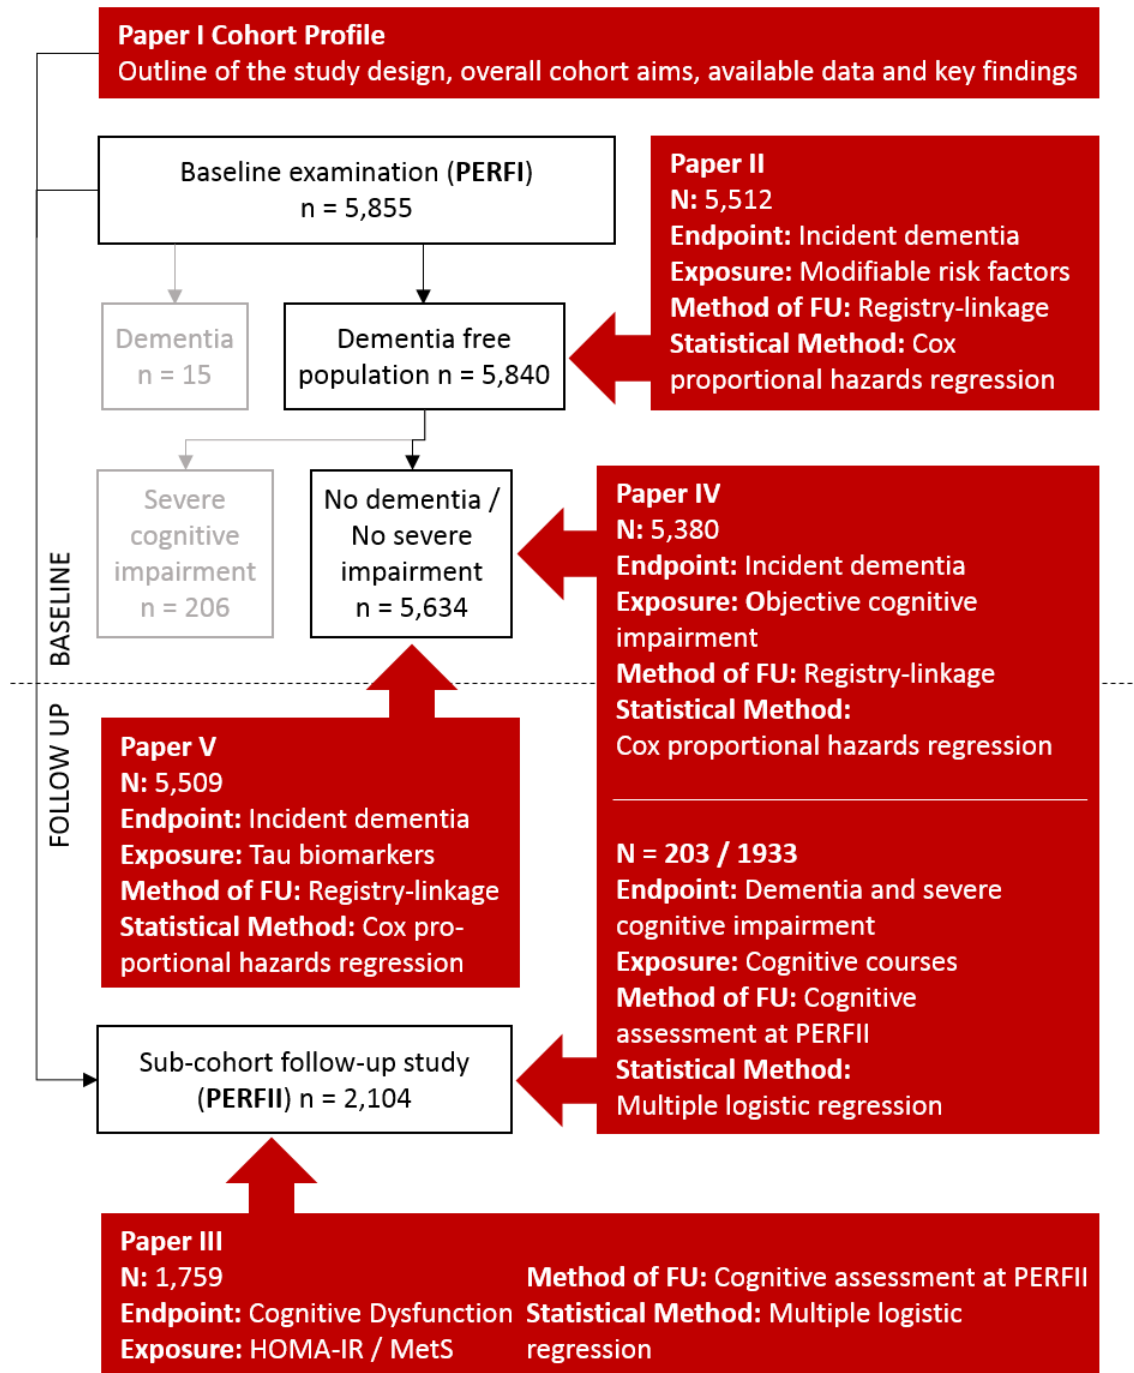 Paper I Cohort Profile
Outline of the study design, overall cohort aims, available data and key findings
Baseline examination (PERFI)
n = 5,855
Paper II
N: 5,512
Endpoint: Incident dementia
Exposure: Modifiable risk factors
Method of FU: Registry-linkage
Statistical Method: Cox
proportional hazards regression
Dementia
n = 15
Dementia free
population n = 5,840
Severe
cognitive
impairment
n = 206
No dementia /
No severe
impairment
n = 5,634
Paper IV
N: 5,380
Endpoint: Incident dementia
Exposure: Objective cognitive
impairment
Method of FU: Registry-linkage
Statistical Method:
Cox proportional hazards regression
N = 203 / 1933
Endpoint: Dementia and severe
cognitive impairment
Exposure: Cognitive courses
Method of FU: Cognitive
assessment at PERFII
Statistical Method:
Multiple logistic regression
BASELINE
FOLLOW UP
Paper V
N: 5,509
Endpoint: Incident dementia
Exposure: Tau biomarkers
Method of FU: Registry-linkage
Statistical Method: Cox pro-
portional hazards regression
Sub-cohort follow-up study
(PERFII) n = 2,104
Paper III
N: 1,759
Endpoint: Cognitive Dysfunction
Exposure: HOMA-IR / MetS
Method of FU: Cognitive assessment at PERFII
Statistical Method: Multiple logistic
regression